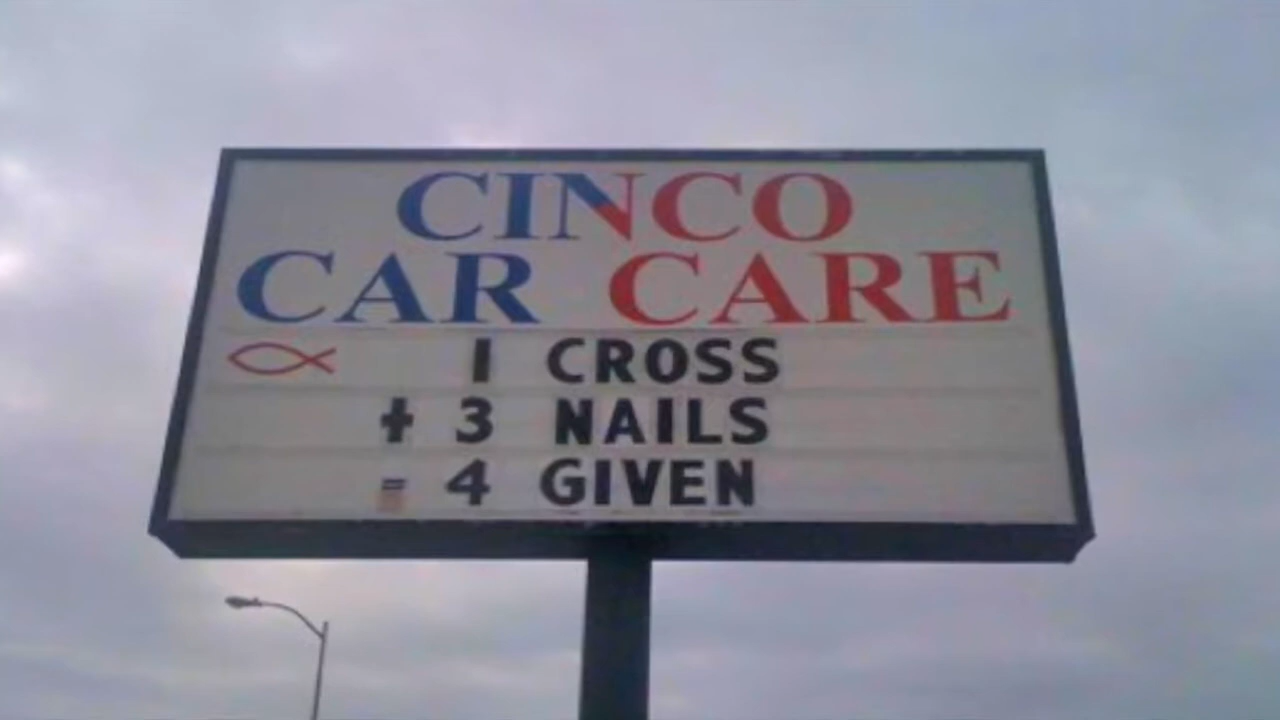 CINCO
CAR CARE
1 CROSS
+ 3 NAILS
= 4 GIVEN